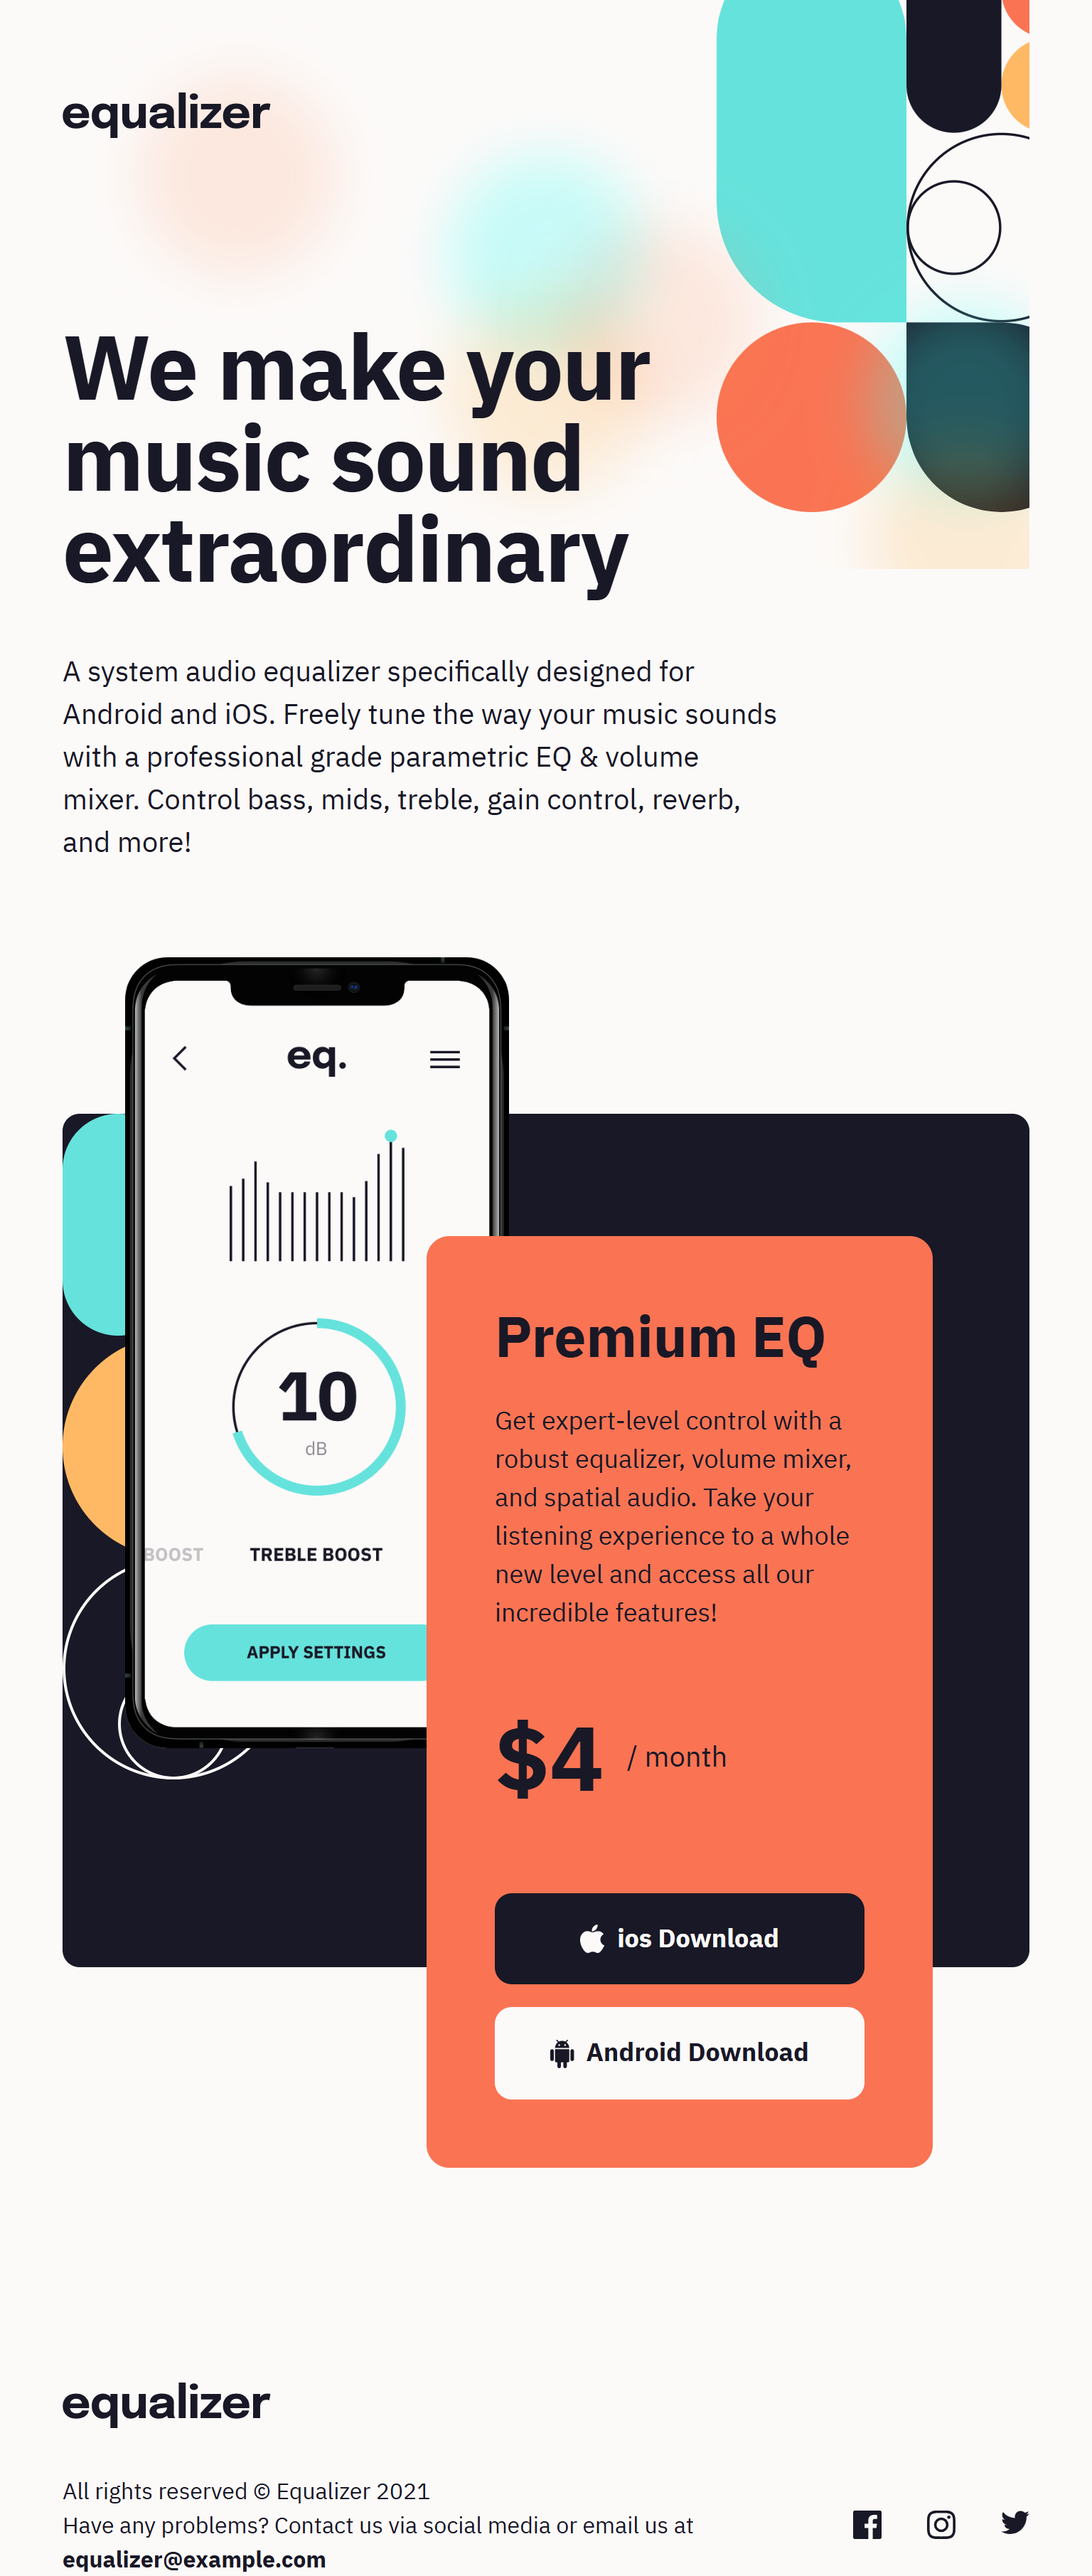 equalizer
We make your
music sound
extraordinary
A system audio equalizer specifically designed for
Android and iOS. Freely tune the way your music sounds
with a professional grade parametric EQ & volume
mixer. Control bass, mids, treble, gain control, reverb,
and more!
eq.
10
dB
BOOST TREBLE BOOST
APPLY SETTINGS
Premium EQ
Get expert-level control with a
robust equalizer, volume mixer,
and spatial audio. Take your
listening experience to a whole
new level and access all our
incredible features!
$4 / month
ios Download
Android Download
equalizer
All rights reserved © Equalizer 2021
Have any problems? Contact us via social media or email us at
equalizer@example.com